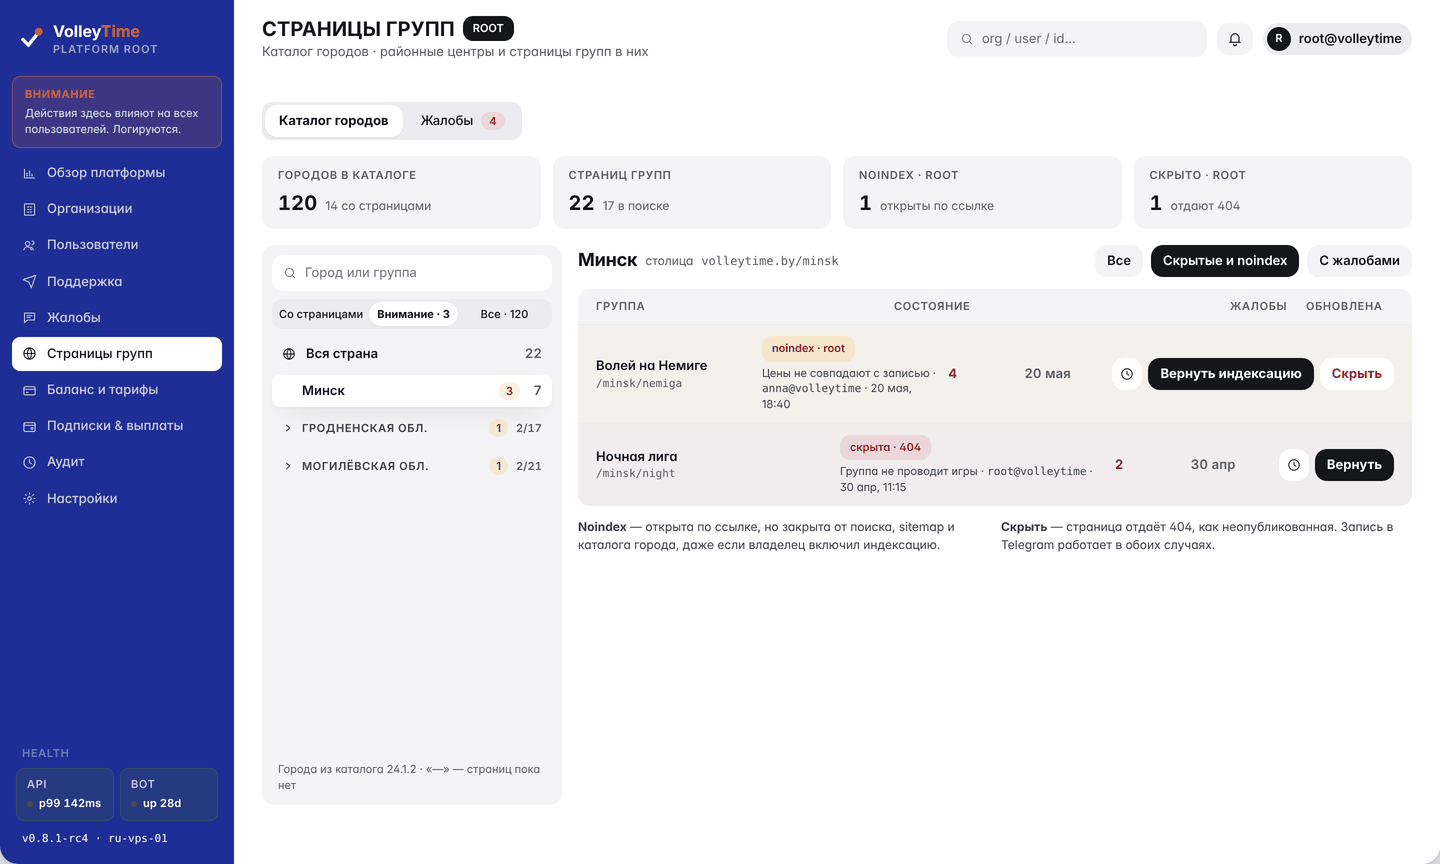 VolleyTime
PLATFORM ROOT
ВНИМАНИЕ
Действия здесь влияют на всех
пользователей. Логируются.
Обзор платформы
Организации
Пользователи
Поддержка
Жалобы
Страницы групп
Баланс и тарифы
Подписки & выплаты
Аудит
Настройки
HEALTH
API
p99 142ms
BOT
up 28d
v0.8.1-rc4 · ru-vps-01
СТРАНИЦЫ ГРУПП ROOT
Каталог городов · районные центры и страницы групп в них
org / user / id...
R root@volleytime
Каталог городов
Жалобы 4
ГОРОДОВ В КАТАЛОГЕ
120 14 со страницами
СТРАНИЦ ГРУПП
22 17 в поиске
NOINDEX · ROOT
1 открыты по ссылке
СКРЫТО · ROOT
1 отдают 404
Город или группа
Со страницами Внимание · 3 Все · 120
Вся страна 22
Минск 3 7
ГРОДНЕНСКАЯ ОБЛ. 1 2/17
МОГИЛЁВСКАЯ ОБЛ. 1 2/21
Города из каталога 24.1.2 · «—» — страниц пока
нет
Минск столица volleytime.by/minsk
Все Скрытые и noindex С жалобами
ГРУППА СОСТОЯНИЕ ЖАЛОБЫ ОБНОВЛЕНА
Волей на Немиге
/minsk/nemiga
noindex · root
Цены не совпадают с записью ·
anna@volleytime · 20 мая,
18:40
4
20 мая
Вернуть индексацию
Скрыть
Ночная лига
/minsk/night
скрыта · 404
Группа не проводит игры · root@volleytime ·
30 апр, 11:15
2
30 апр
Вернуть
Noindex — открыта по ссылке, но закрыта от поиска, sitemap и
каталога города, даже если владелец включил индексацию.
Скрыть — страница отдаёт 404, как неопубликованная. Запись в
Telegram работает в обоих случаях.